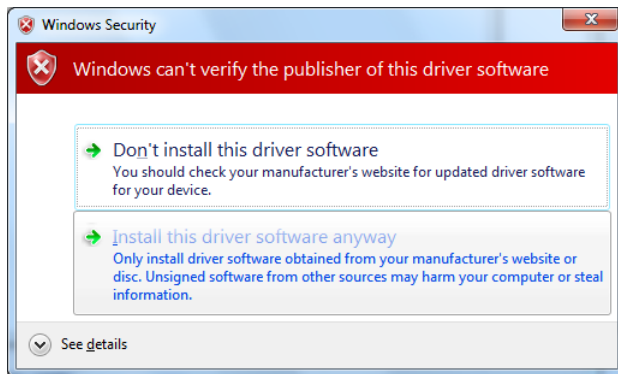 Windows Security
Windows can't verify the publisher of this driver software
Don't install this driver software
You should check your manufacturer's website for updated driver software
for your device.
Install this driver software anyway
Only install driver software obtained from your manufacturer's website or
disc. Unsigned software from other sources may harm your computer or steal
information.
See details